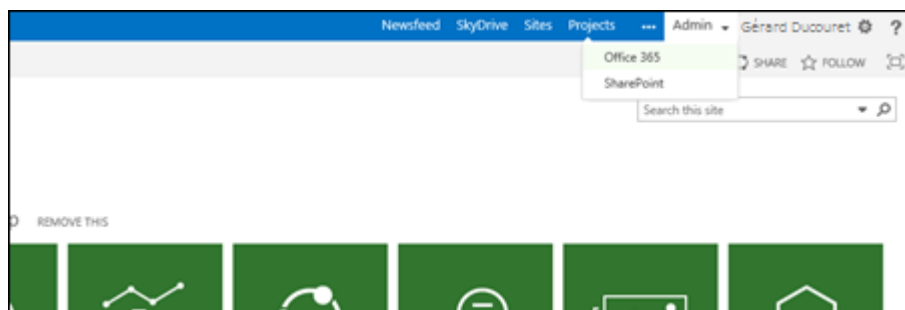 Newsfeed SkyDrive Sites Projects ··· Admin Gérard Ducouret ?
Office 365
SHARE FOLLOW
SharePoint
Search this site
REMOVE THIS